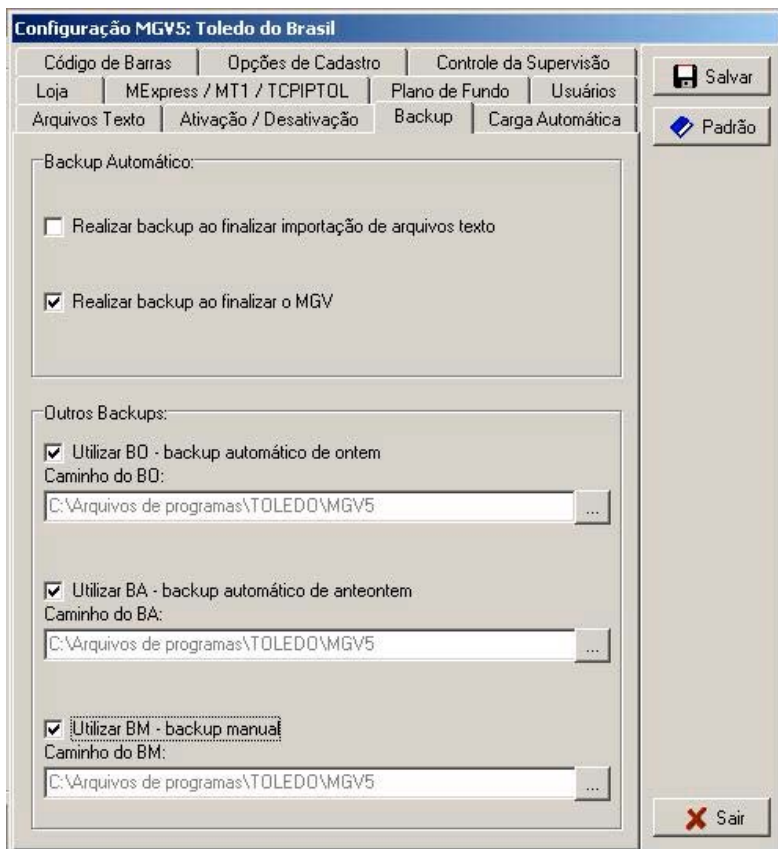 Configuração MGV5: Toledo do Brasil
Código de Barras Opções de Cadastro Controle da Supervisão
Loja MExpress / MT1 / TCPIPTOL Plano de Fundo Usuários
Arquivos Texto Ativação / Desativação Backup Carga Automática
Salvar
Padrão
Backup Automático:
Realizar backup ao finalizar importação de arquivos texto
Realizar backup ao finalizar o MGV
Outros Backups:
Utilizar BO - backup automático de ontem
Caminho do BO:
C:\Arquivos de programas\TOLEDO\MGV5 ...
Utilizar BA - backup automático de anteontem
Caminho do BA:
C:\Arquivos de programas\TOLEDO\MGV5 ...
Utilizar BM - backup manual
Caminho do BM:
C:\Arquivos de programas\TOLEDO\MGV5 ...
Sair